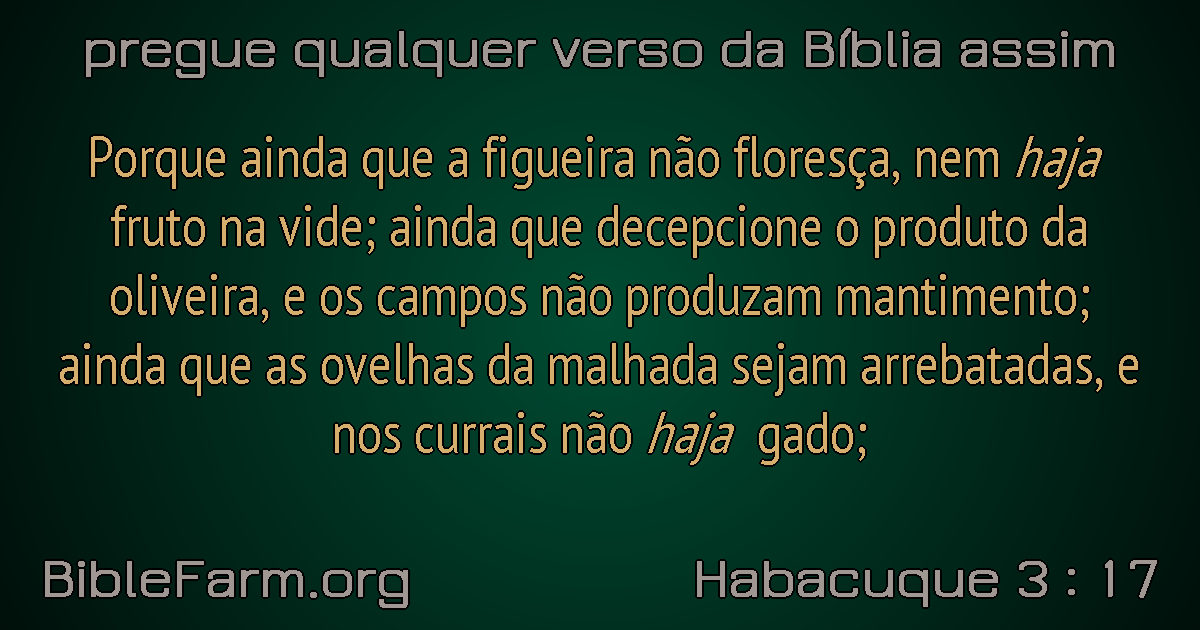 pregue qualquer verso da Bíblia assim
Porque ainda que a figueira não floresça, nem haja
fruto na vide; ainda que decepcione o produto da
oliveira, e os campos não produzam mantimento;
ainda que as ovelhas da malhada sejam arrebatadas, e
nos currais não haja gado;
BibleFarm.org
Habacuque 3 : 17